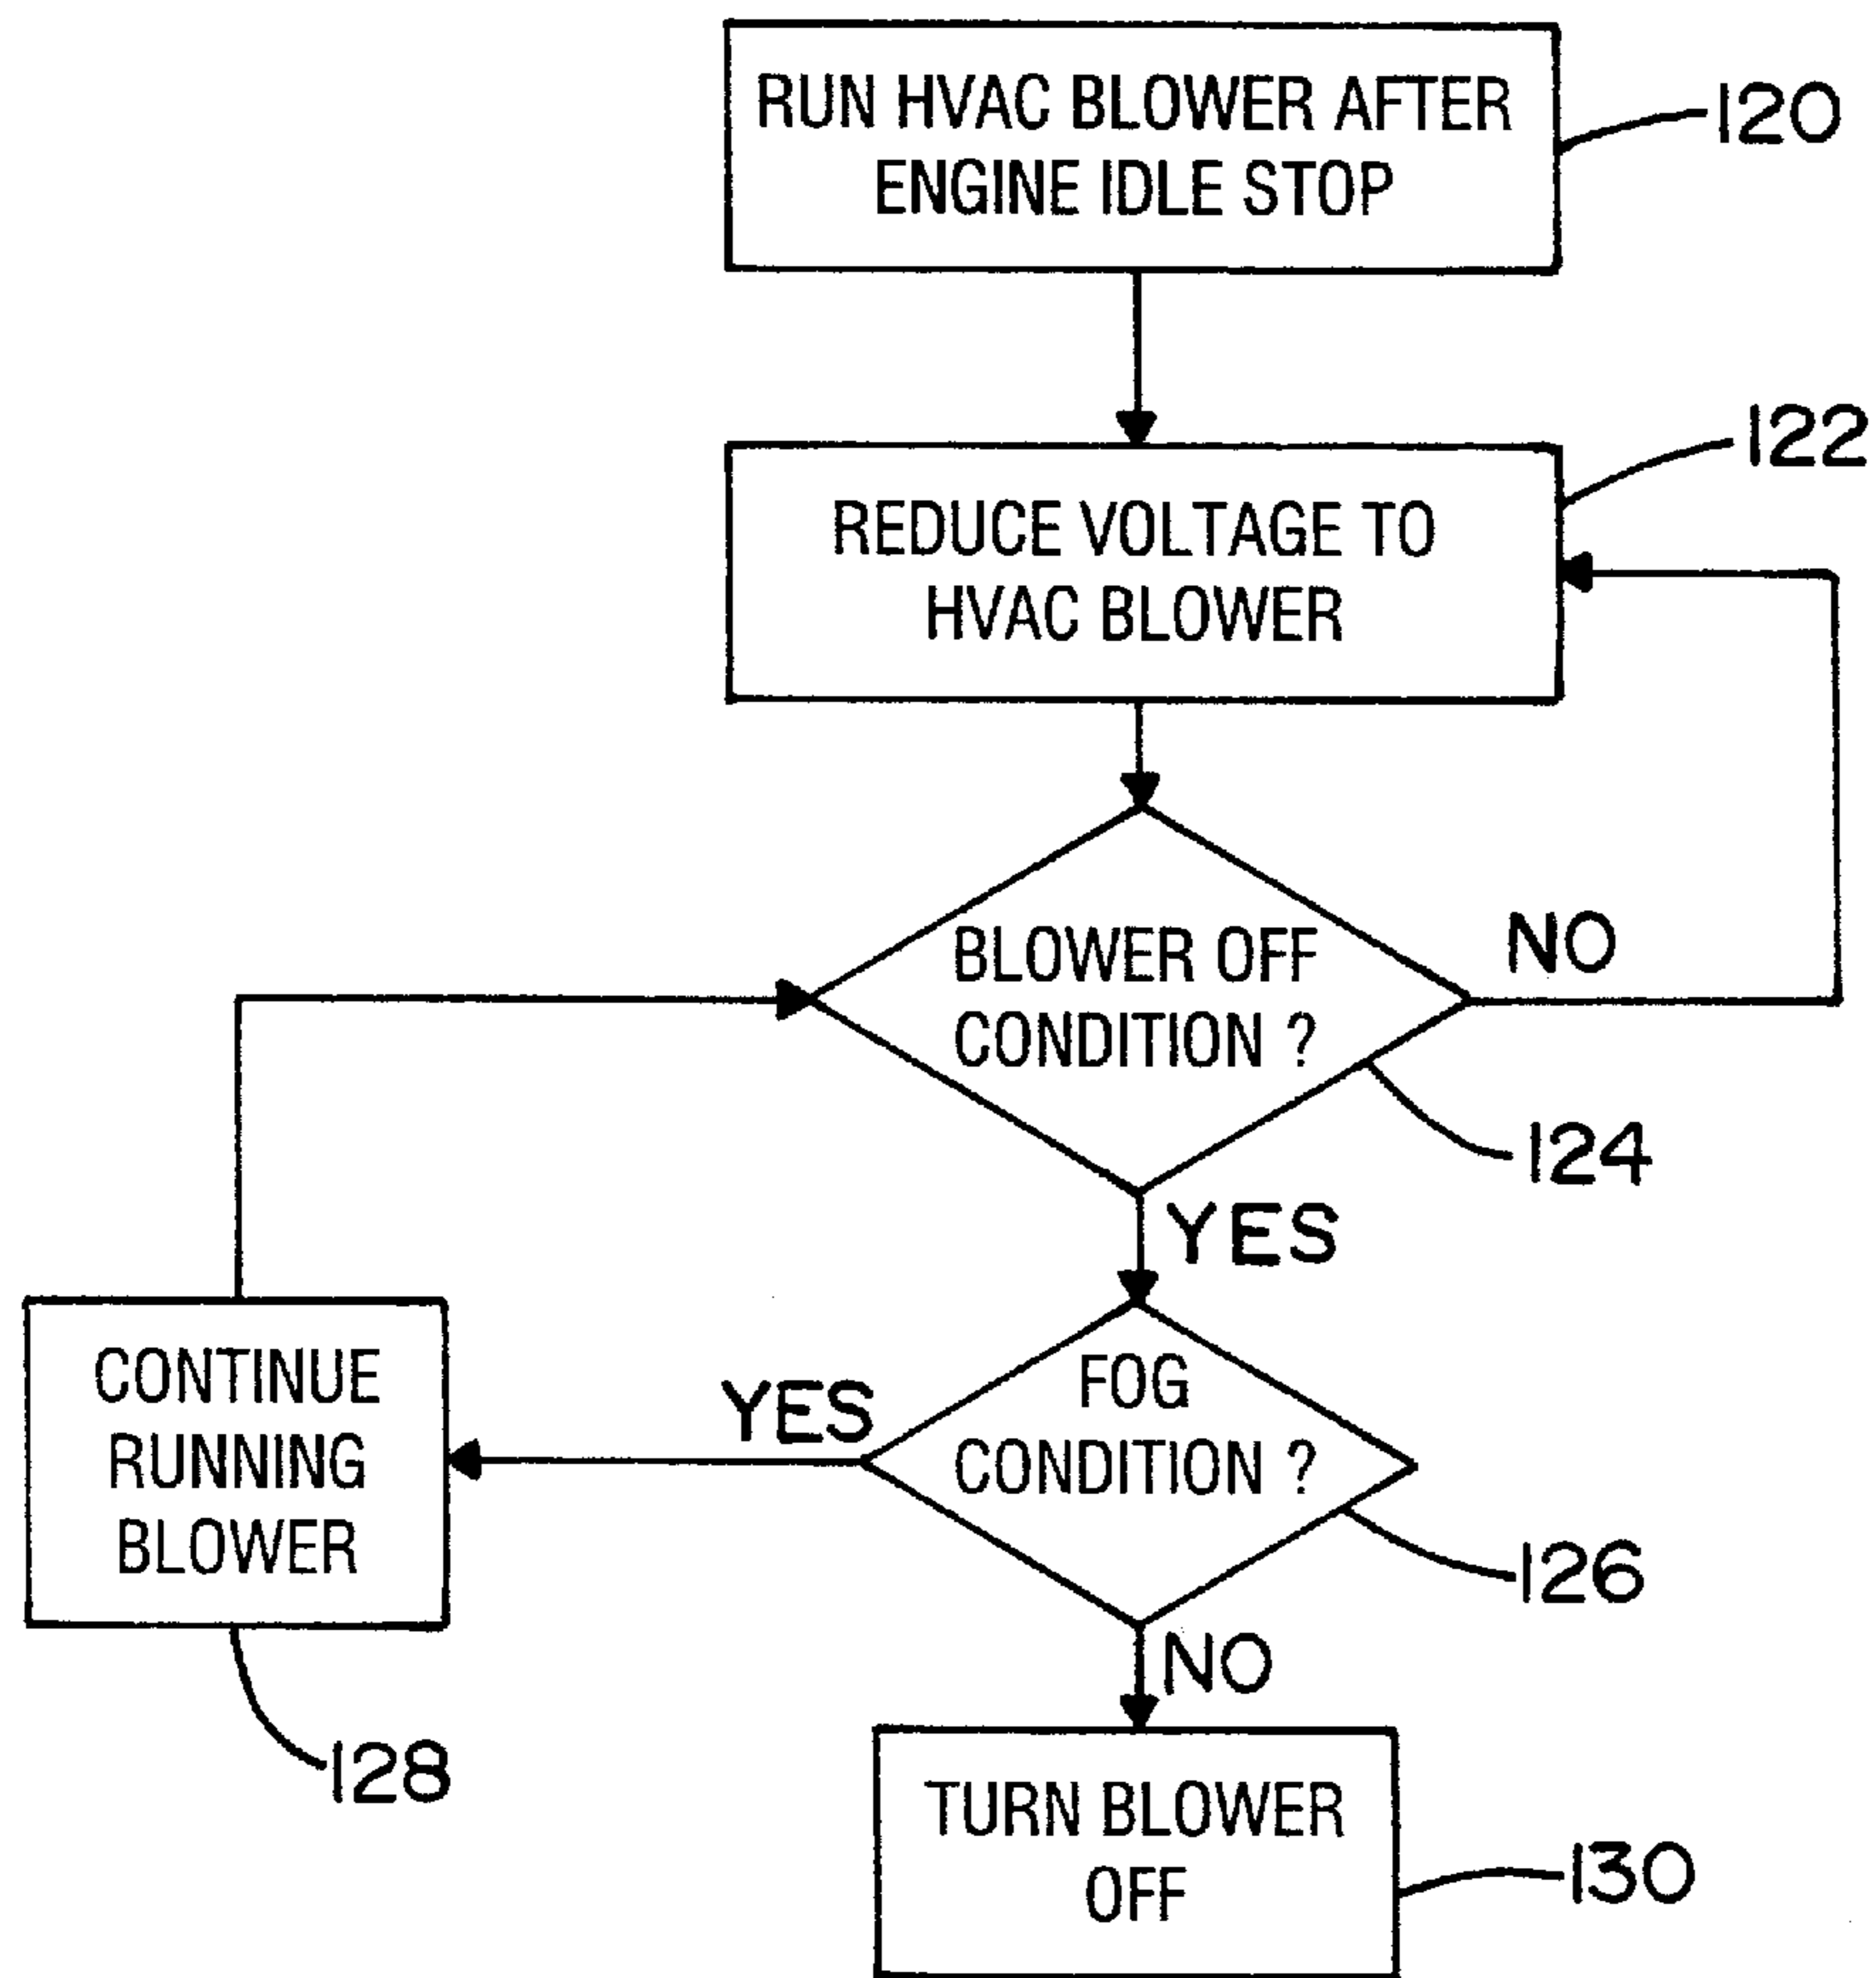 RUN HVAC BLOWER AFTER
ENGINE IDLE STOP
120
REDUCE VOLTAGE TO
HVAC BLOWER
122
BLOWER OFF
CONDITION ?
NO
124
YES
FOG
CONDITION ?
YES
126
CONTINUE
RUNNING
BLOWER
128
NO
TURN BLOWER
OFF
130